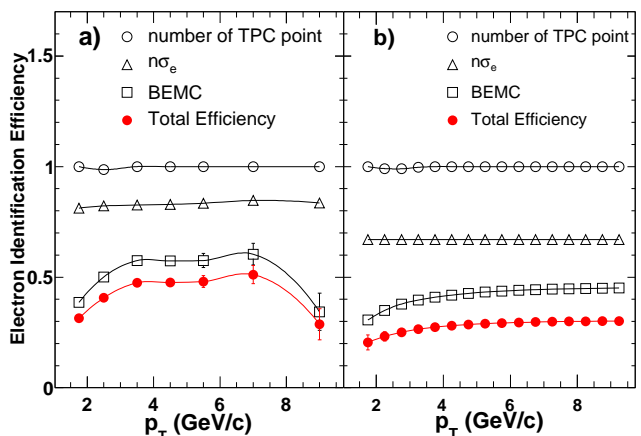 a)
number of TPC point
nσe
BEMC
Total Efficiency
b)
number of TPC point
nσe
BEMC
Total Efficiency
Electron Identification Efficiency
1.5
1
0.5
0
2 4 6 8
2 4 6 8
pT (GeV/c)
pT (GeV/c)